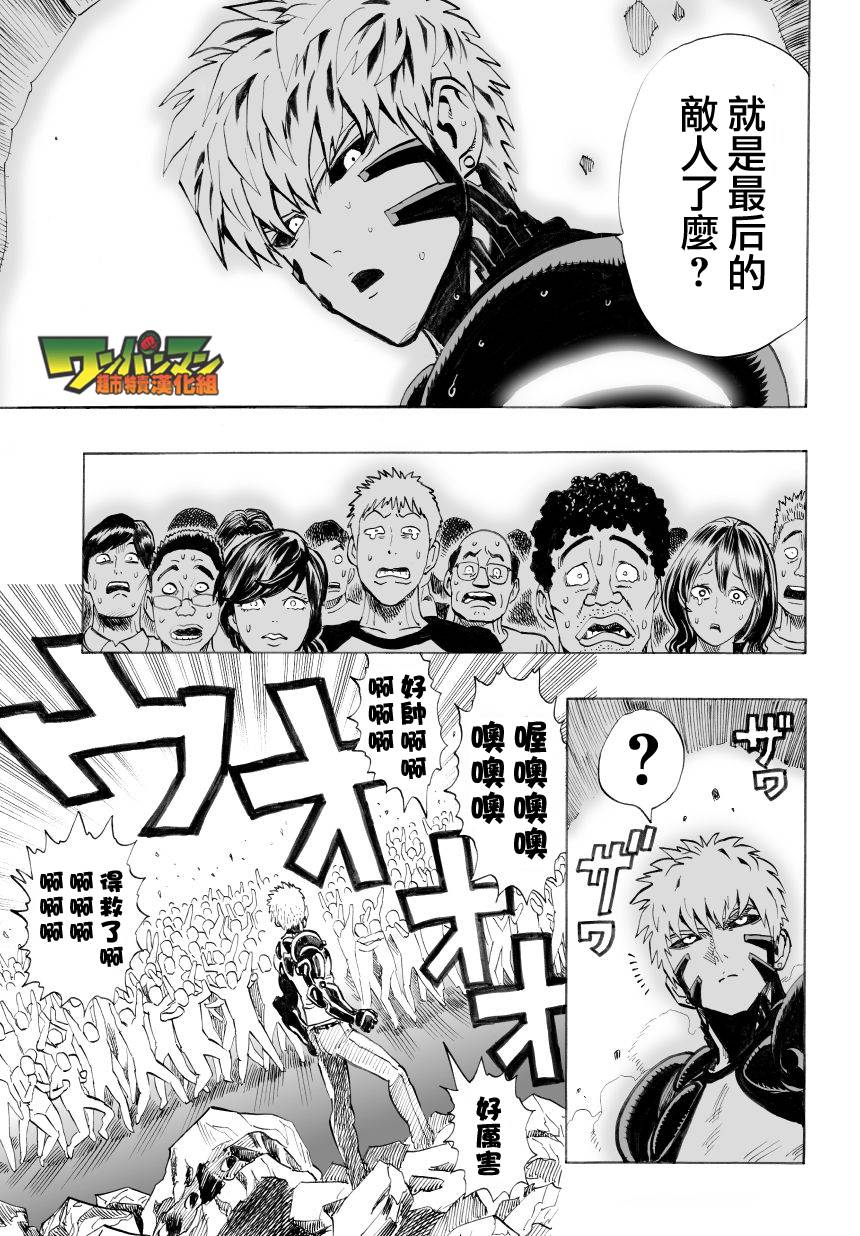 就是最后的
敵人了麼?
ワンパンマン
超市特賣漢化組
ザワ
?
ザワ
喔噢噢噢
噢噢噢
好帥啊啊
啊啊啊
ウオオオ
得救了啊
啊啊啊
啊啊啊
好厲害